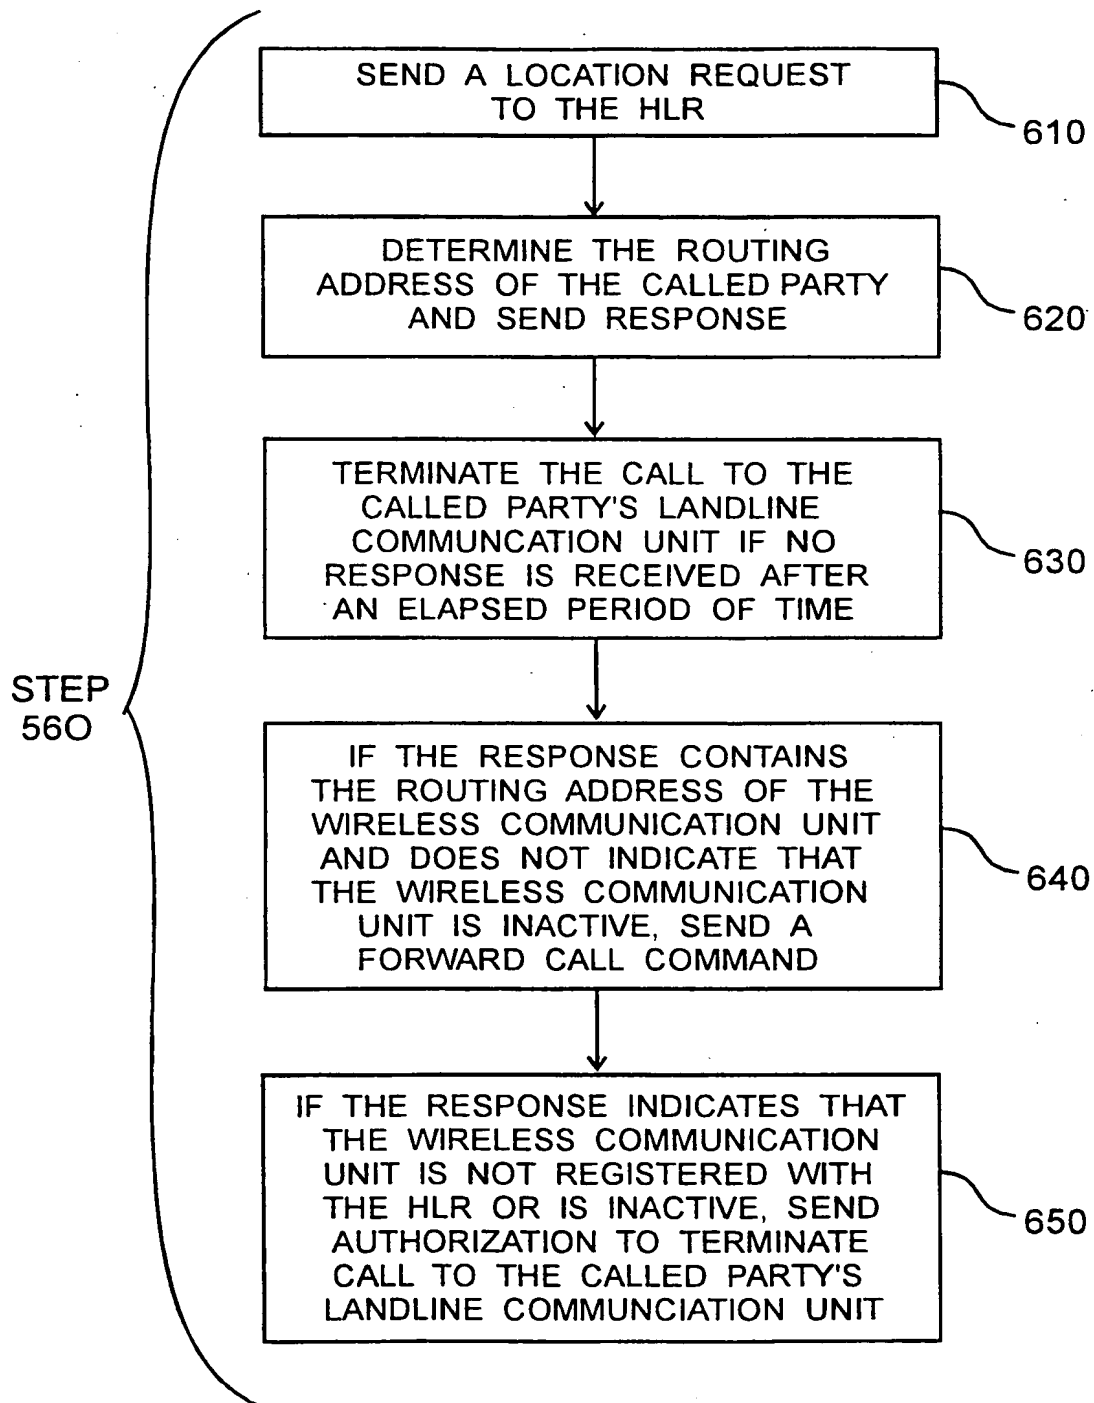 SEND A LOCATION REQUEST
TO THE HLR
610
DETERMINE THE ROUTING
ADDRESS OF THE CALLED PARTY
AND SEND RESPONSE
620
TERMINATE THE CALL TO THE
CALLED PARTY'S LANDLINE
COMMUNCATION UNIT IF NO
RESPONSE IS RECEIVED AFTER
AN ELAPSED PERIOD OF TIME
630
STEP
56O
IF THE RESPONSE CONTAINS
THE ROUTING ADDRESS OF THE
WIRELESS COMMUNICATION UNIT
AND DOES NOT INDICATE THAT
THE WIRELESS COMMUNICATION
UNIT IS INACTIVE, SEND A
FORWARD CALL COMMAND
640
IF THE RESPONSE INDICATES THAT
THE WIRELESS COMMUNICATION
UNIT IS NOT REGISTERED WITH
THE HLR OR IS INACTIVE, SEND
AUTHORIZATION TO TERMINATE
CALL TO THE CALLED PARTY'S
LANDLINE COMMUNCIATION UNIT
650